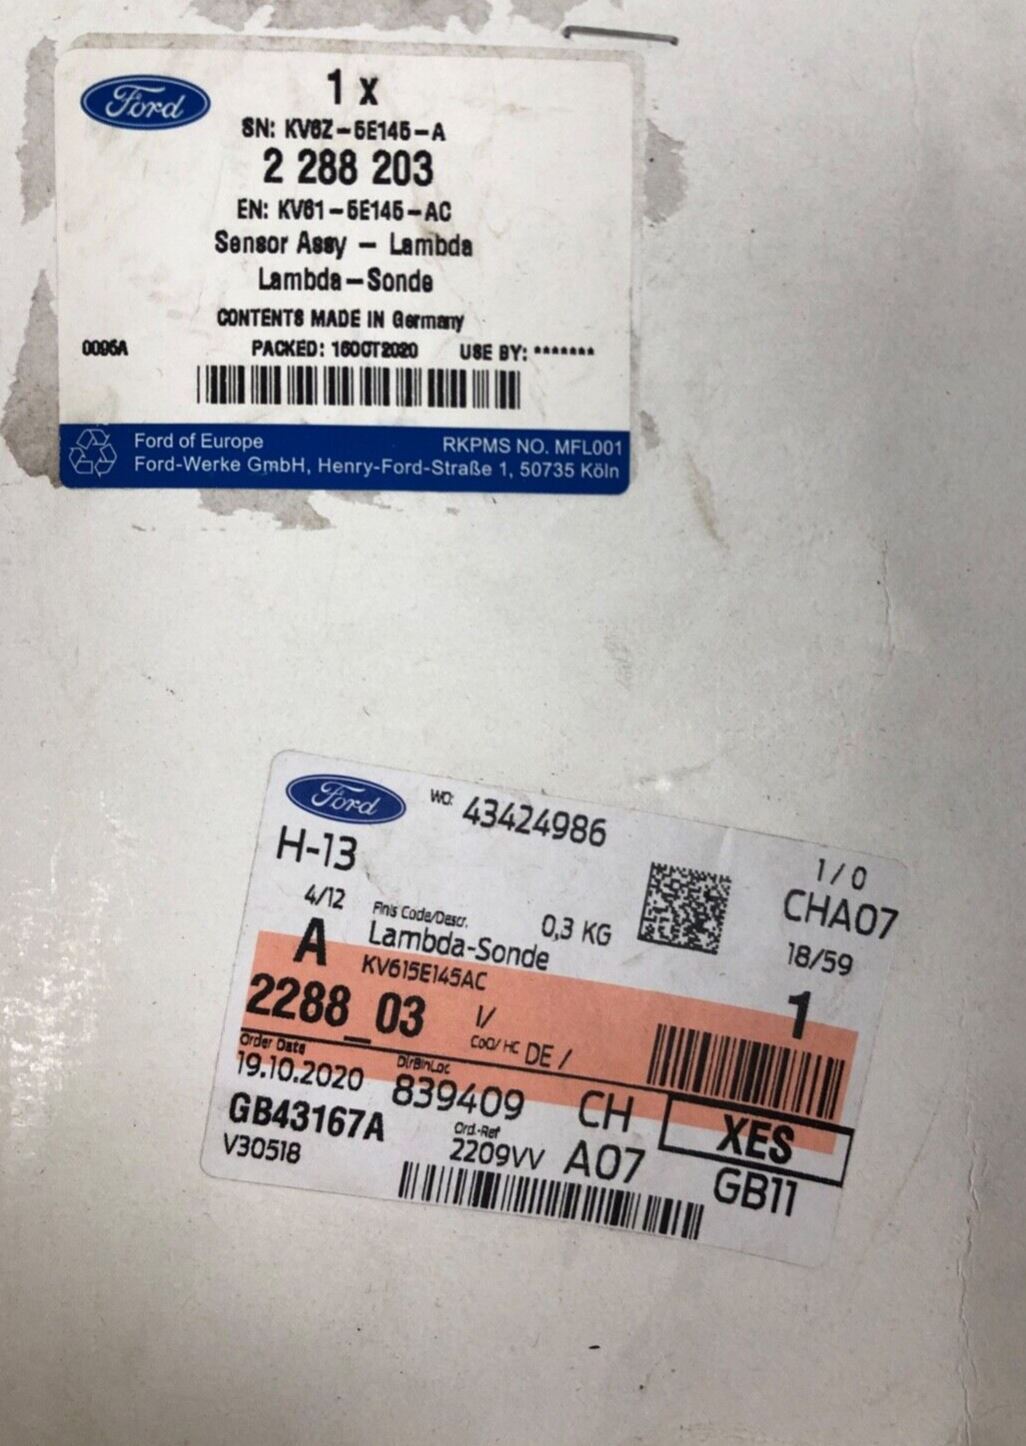 Ford
1 x
SN: KV6Z-5E145-A
2 288 203
EN: KV61-5E145-AC
Sensor Assy - Lambda
Lambda-Sonde
CONTENTS MADE IN Germany
0095A PACKED: 16OCT2020 USE BY: *******
Ford of Europe RKPMS NO. MFL001
Ford-Werke GmbH, Henry-Ford-Straße 1, 50735 Köln
Ford
WO: 43424986
H-13
1/0
CHA07
4/12 Finis Code/Descr. 0,3 KG
18/59
A Lambda-Sonde
KV615E145AC
1
2288_03 1/
CoO/HC DE /
Order Date DlrBinLoc
19.10.2020 839409 CH XES
GB43167A Ord.-Ref
V30518 2209VV A07 GB11